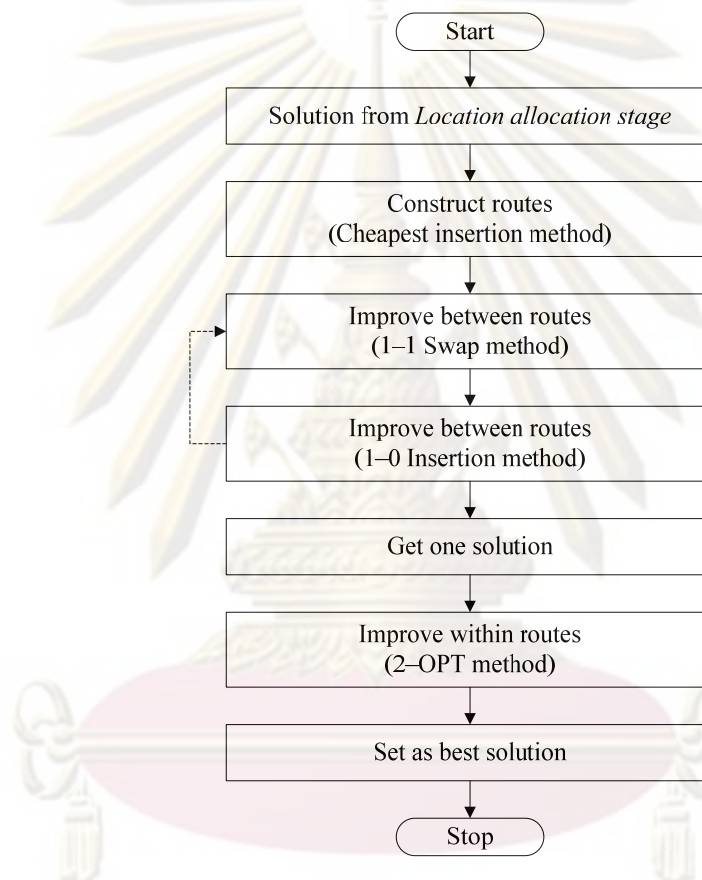 Start
Solution from Location allocation stage
Construct routes
(Cheapest insertion method)
Improve between routes
(1–1 Swap method)
Improve between routes
(1–0 Insertion method)
Get one solution
Improve within routes
(2–OPT method)
Set as best solution
Stop